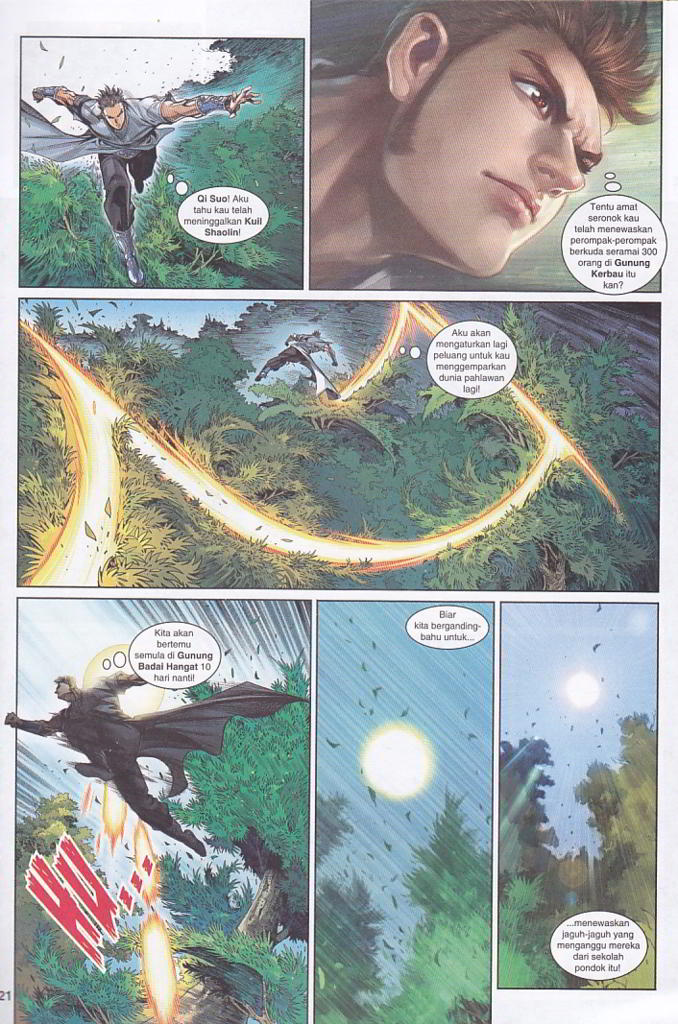 Qi Suo! Aku
tahu kau telah
meninggalkan Kuil
Shaolin!
Tentu amat
seronok kau
telah menewaskan
perompak-perompak
berkuda seramai 300
orang di Gunung
Kerbau itu
kan?
Aku akan
mengaturkan lagi
peluang untuk kau
menggemparkan
dunia pahlawan
lagi!
Kita akan
bertemu
semula di Gunung
Badai Hangat 10
hari nanti!
Biar
kita berganding-
bahu untuk...
...menewaskan
jaguh-jaguh yang
menganggu mereka
dari sekolah
pondok itu!
21